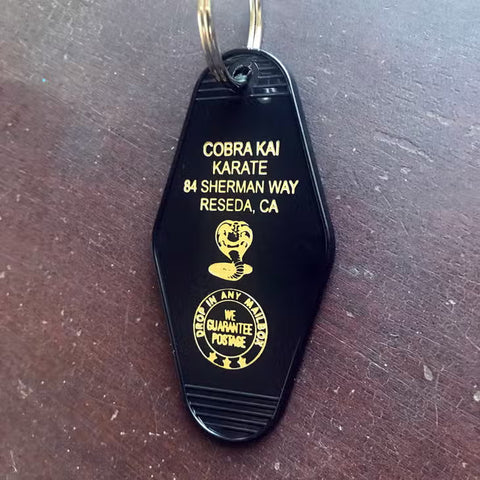 COBRA KAI
KARATE
84 SHERMAN WAY
RESEDA, CA
DROP IN ANY MAILBOX
WE
GUARANTEE
POSTAGE